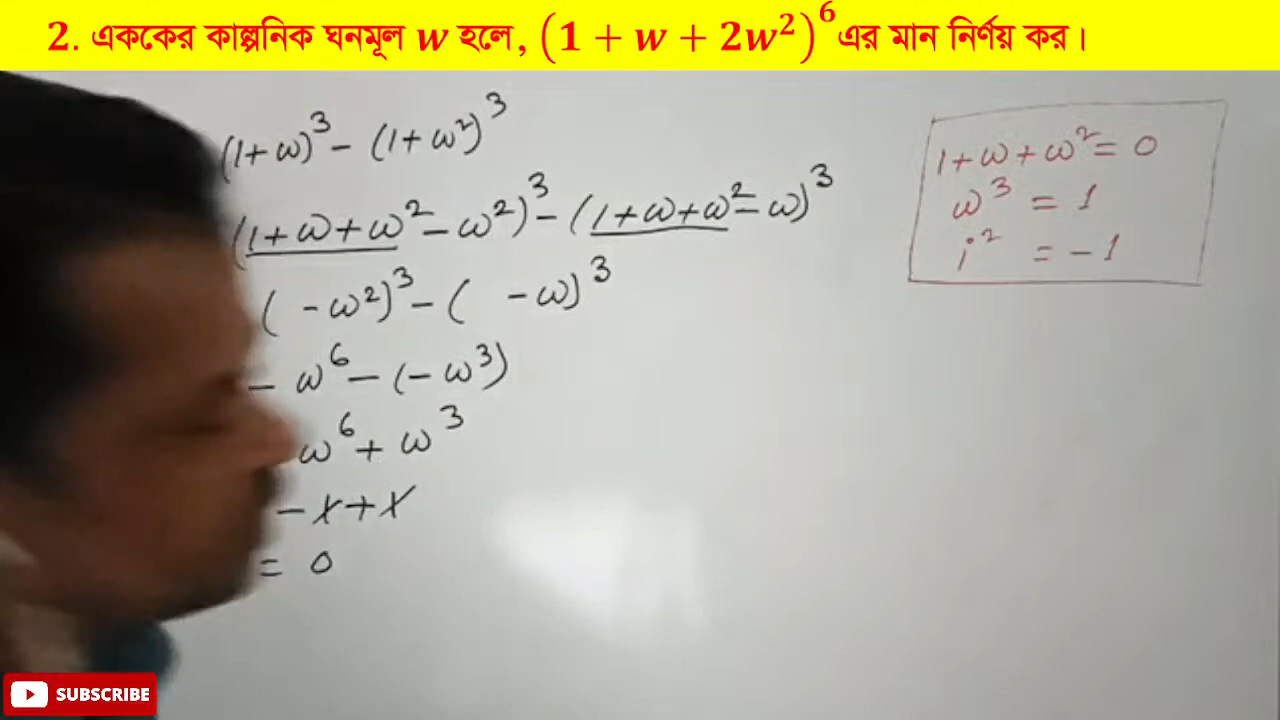 2. এককের কাল্পনিক ঘনমূল w হলে, (1 + w + 2w²)⁶ এর মান নির্ণয় কর।
(1+ω)³ − (1+ω²)³
(1+ω+ω²−ω²)³ − (1+ω+ω²−ω)³
( −ω²)³ − ( −ω)³
− ω⁶ − (−ω³)
ω⁶ + ω³
− 1 + 1
= 0
1+ω+ω² = 0
ω³ = 1
i² = −1
SUBSCRIBE